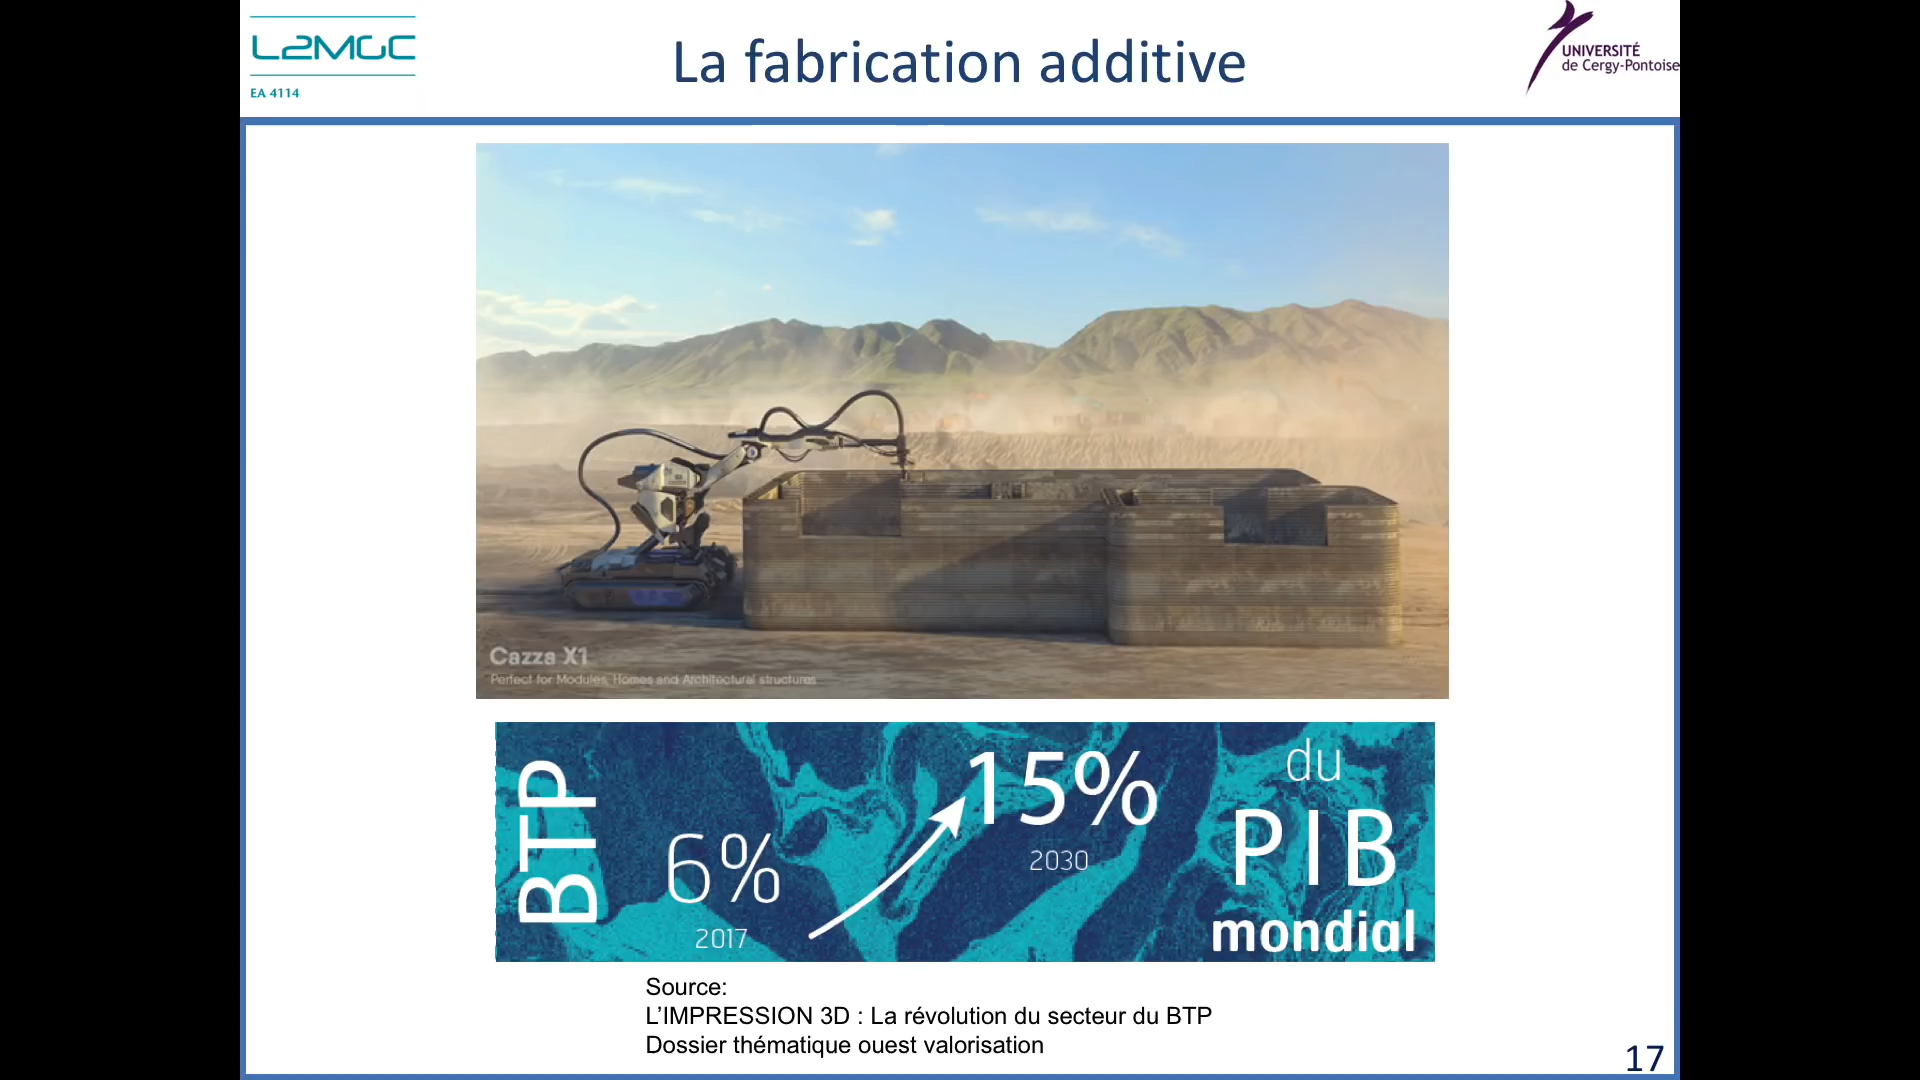 L2MGC
EA 4114
La fabrication additive
UNIVERSITÉ
de Cergy-Pontoise
Cazza X1
Perfect for Modules, Homes and Architectural structures
BTP
6%
2017
15%
2030
du
PIB
mondial
Source:
L’IMPRESSION 3D : La révolution du secteur du BTP
Dossier thématique ouest valorisation
17